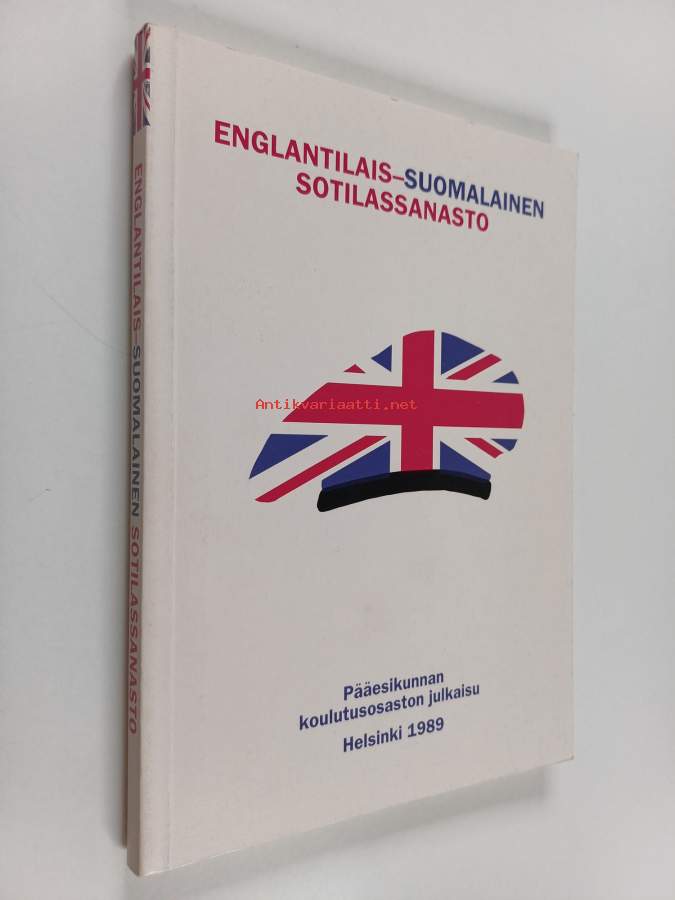 ENGLANTILAIS–SUOMALAINEN
SOTILASSANASTO
Antikvariaatti.net
Pääesikunnan
koulutusosaston julkaisu
Helsinki 1989
ENGLANTILAIS–SUOMALAINEN SOTILASSANASTO